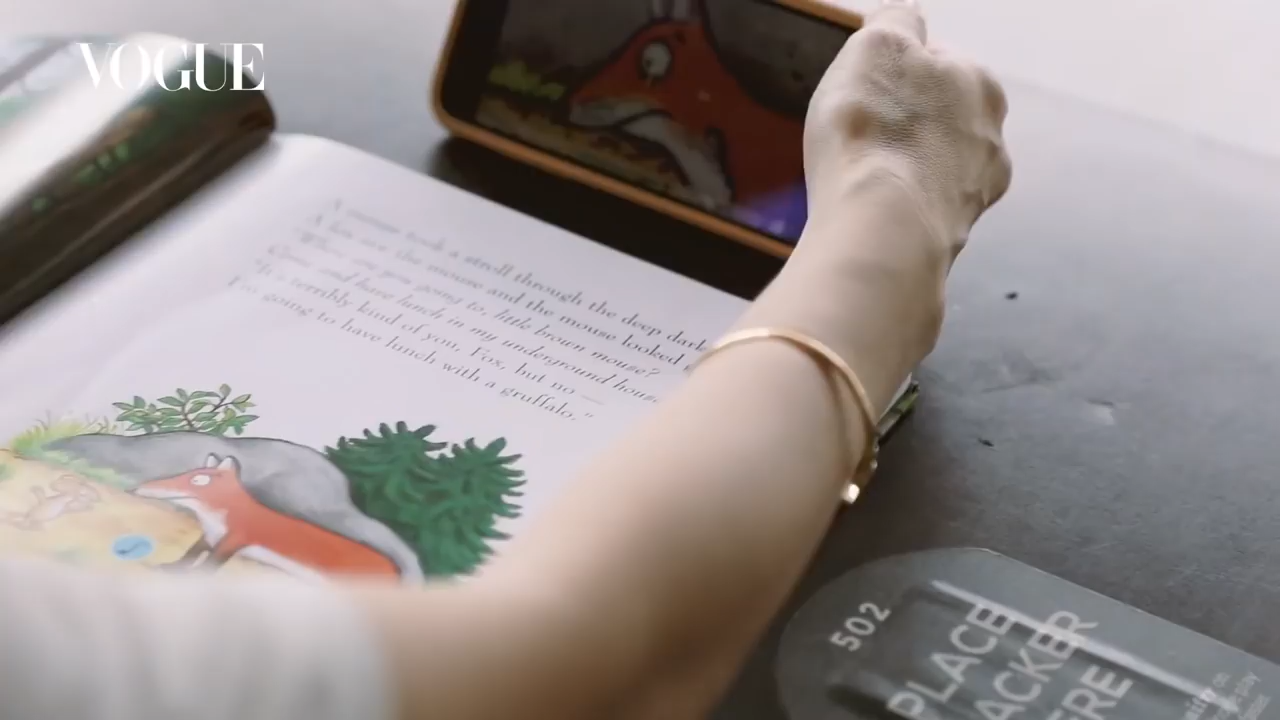 VOGUE
A mouse took a stroll through the deep dark
A fox saw the mouse and the mouse looked
"Where are you going to, little brown mouse?
Come and have lunch in my underground house
"It's terribly kind of you, Fox, but no —
I'm going to have lunch with a gruffalo."
502
PLACE
ACKER
ERE